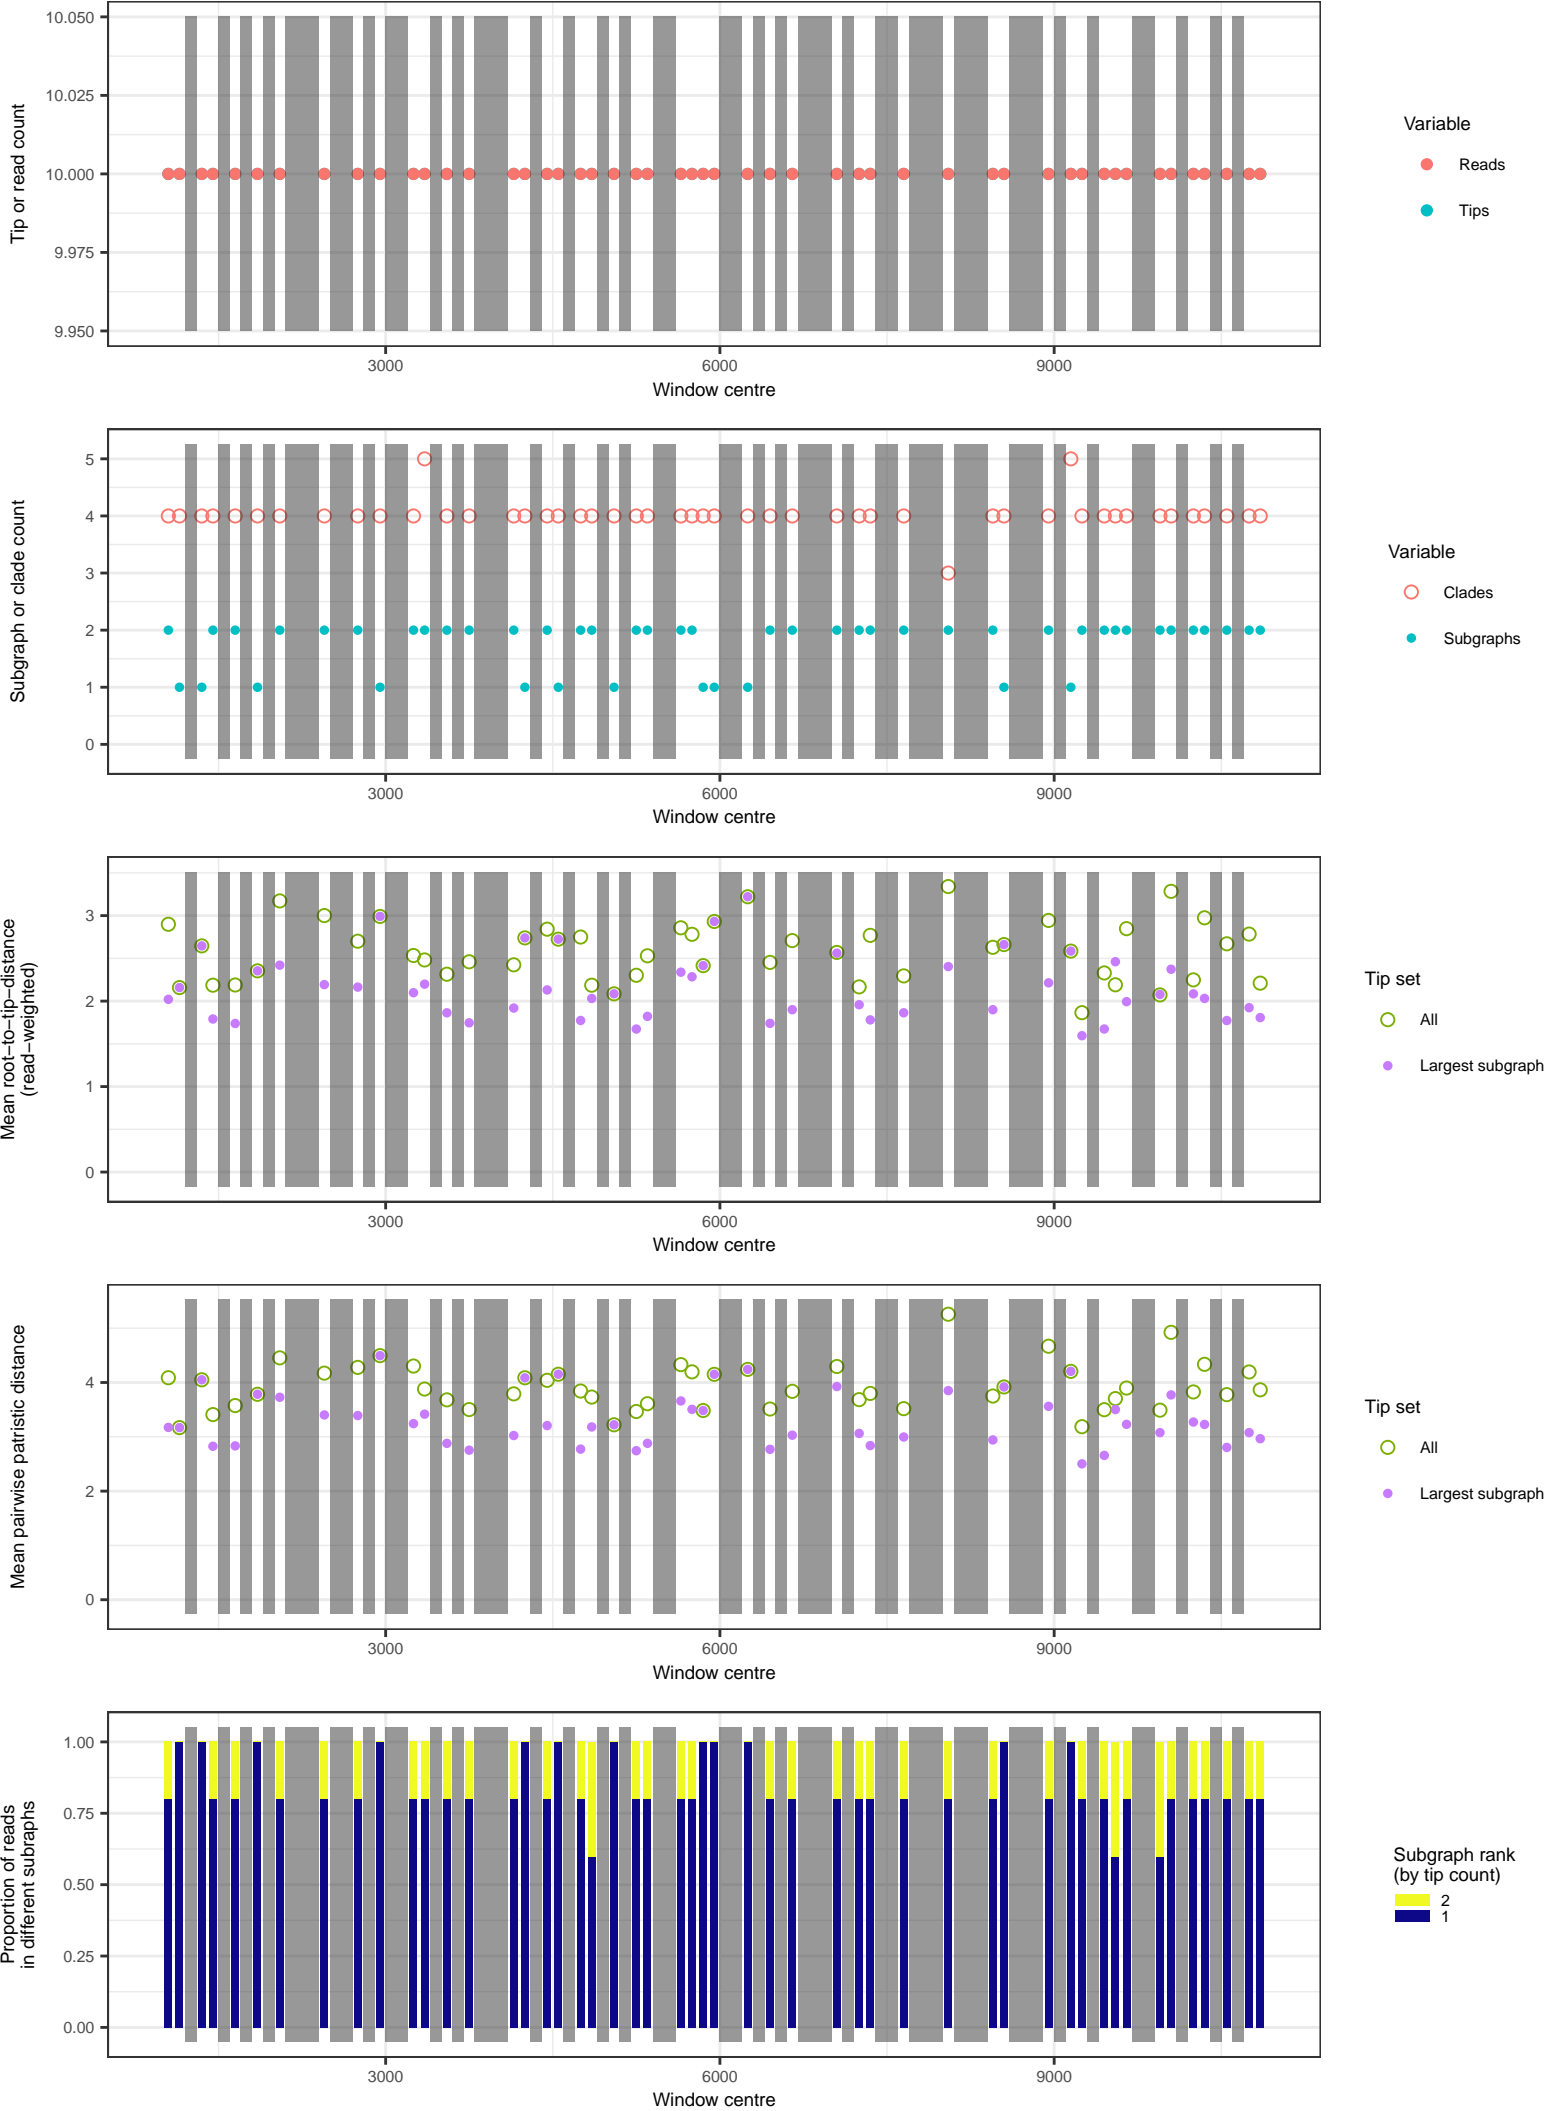 10.050
10.025
10.000
9.975
9.950
Tip or read count
3000
6000
9000
Window centre
Variable
Reads
Tips
5
4
3
2
1
0
Subgraph or clade count
3000
6000
9000
Window centre
Variable
Clades
Subgraphs
3
2
1
0
Mean root−to−tip−distance
(read−weighted)
3000
6000
9000
Window centre
Tip set
All
Largest subgraph
4
2
0
Mean pairwise patristic distance
3000
6000
9000
Window centre
Tip set
All
Largest subgraph
1.00
0.75
0.50
0.25
0.00
Proportion of reads
in different subraphs
3000
6000
9000
Window centre
Subgraph rank
(by tip count)
2
1